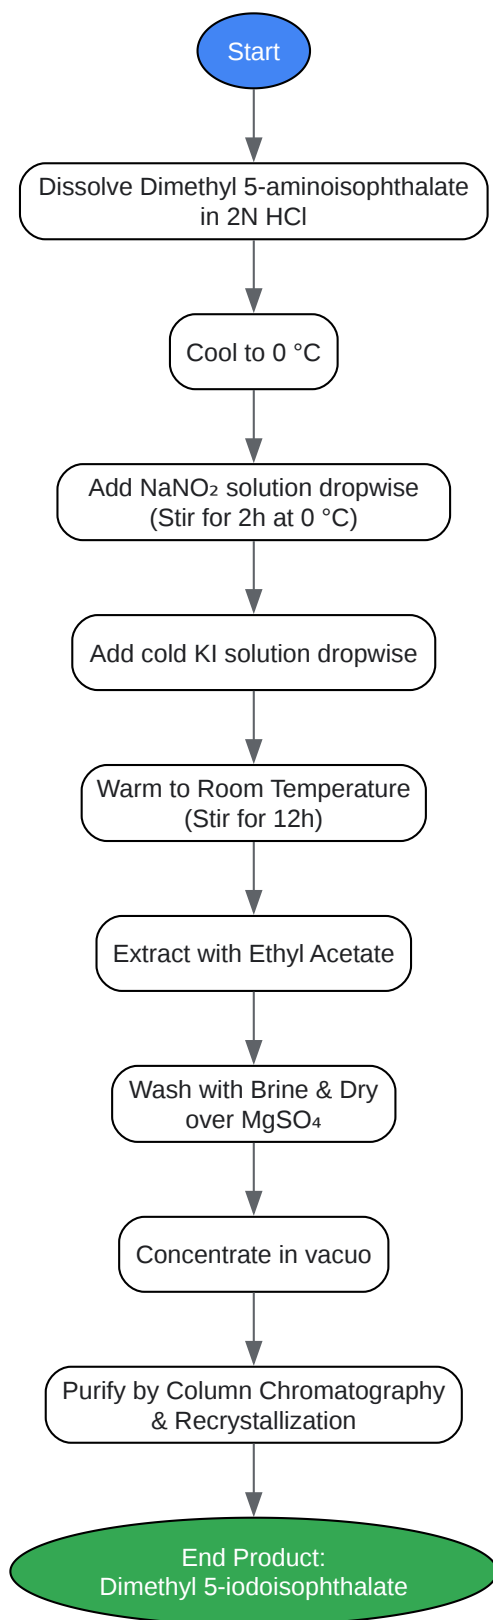 Start
Dissolve Dimethyl 5-aminoisophthalate
in 2N HCl
Cool to 0 °C
Add NaNO₂ solution dropwise
(Stir for 2h at 0 °C)
Add cold KI solution dropwise
Warm to Room Temperature
(Stir for 12h)
Extract with Ethyl Acetate
Wash with Brine & Dry
over MgSO₄
Concentrate in vacuo
Purify by Column Chromatography
& Recrystallization
End Product:
Dimethyl 5-iodoisophthalate